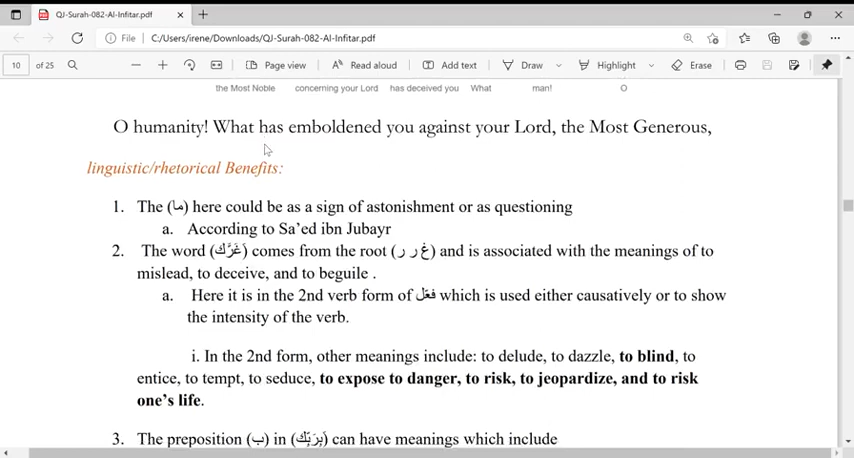 QJ-Surah-082-Al-Infitar.pdf
File C:/Users/irene/Downloads/QJ-Surah-082-Al-Infitar.pdf
10 of 25 Page view Read aloud Add text Draw Highlight Erase
the Most Noble concerning your Lord has deceived you What man! O
O humanity! What has emboldened you against your Lord, the Most Generous,
linguistic/rhetorical Benefits:
1. The (ما) here could be as a sign of astonishment or as questioning
a. According to Sa’ed ibn Jubayr
2. The word (غَرَّك) comes from the root (غ ر ر) and is associated with the meanings of to
mislead, to deceive, and to beguile .
a. Here it is in the 2nd verb form of فعّل which is used either causatively or to show
the intensity of the verb.
i. In the 2nd form, other meanings include: to delude, to dazzle, to blind, to
entice, to tempt, to seduce, to expose to danger, to risk, to jeopardize, and to risk
one’s life.
3. The preposition (ب) in (بِرَبِّك) can have meanings which include